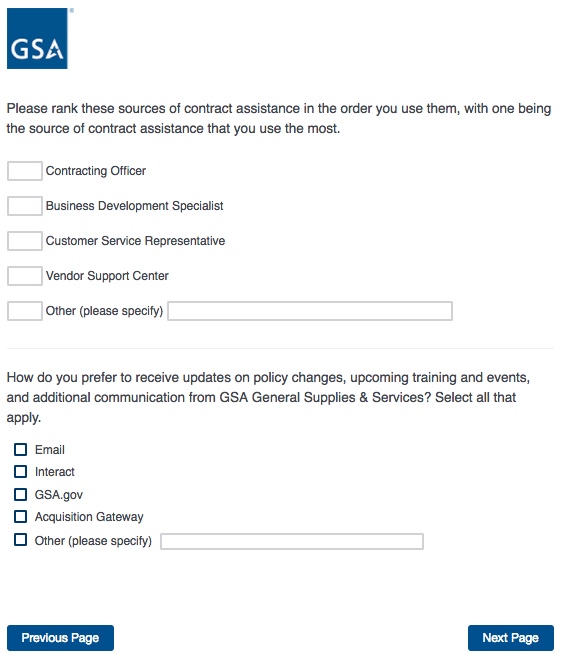 GSA
Please rank these sources of contract assistance in the order you use them, with one being
the source of contract assistance that you use the most.
Contracting Officer
Business Development Specialist
Customer Service Representative
Vendor Support Center
Other (please specify)
How do you prefer to receive updates on policy changes, upcoming training and events,
and additional communication from GSA General Supplies & Services? Select all that
apply.
Email
Interact
GSA.gov
Acquisition Gateway
Other (please specify)
Previous Page
Next Page